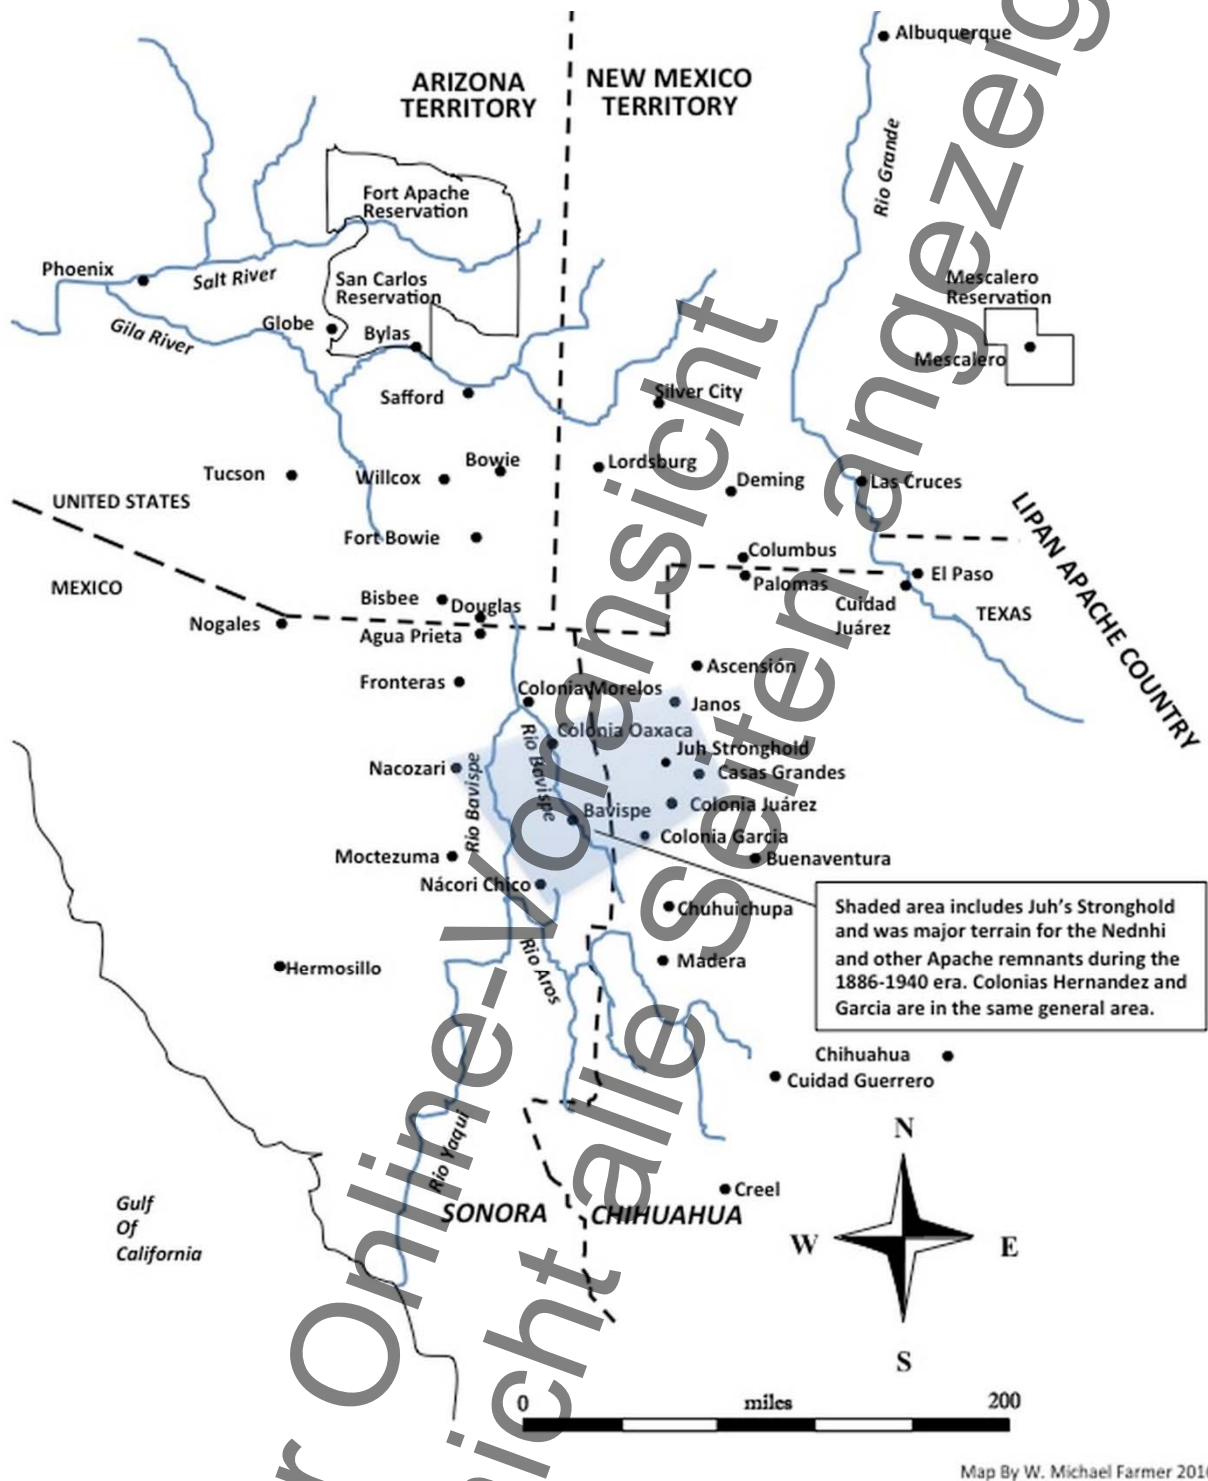 Albuquerque
ARIZONA
TERRITORY
NEW MEXICO
TERRITORY
Rio Grande
Fort Apache
Reservation
Phoenix
Salt River
San Carlos
Reservation
Mescalero
Reservation
Gila River
Globe
Bylas
Mescalero
Safford
Silver City
Tucson
Willcox
Bowie
Lordsburg
Deming
Las Cruces
UNITED STATES
LIPAN APACHE COUNTRY
Fort Bowie
Columbus
Palomas
El Paso
MEXICO
Bisbee
Douglas
Cuidad
Juárez
TEXAS
Nogales
Agua Prieta
Ascensión
Fronteras
Colonia Morelos
Janos
Colonia Oaxaca
Juh Stronghold
Nacozari
Rio Bavispe
Rio Bavispe
Casas Grandes
Bavispe
Colonia Juárez
Colonia Garcia
Moctezuma
Buenaventura
Nácori Chico
Chuhuichupa
Shaded area includes Juh's Stronghold
and was major terrain for the Nednhi
and other Apache remnants during the
1886-1940 era. Colonias Hernandez and
Garcia are in the same general area.
Hermosillo
Rio Aros
Madera
Chihuahua
Cuidad Guerrero
Rio Yaqui
N
Creel
Gulf
Of
California
SONORA
CHIHUAHUA
W
E
S
0
miles
200
Map By W. Michael Farmer 201
r Online-Voransicht
icht alle Seiten angezeig